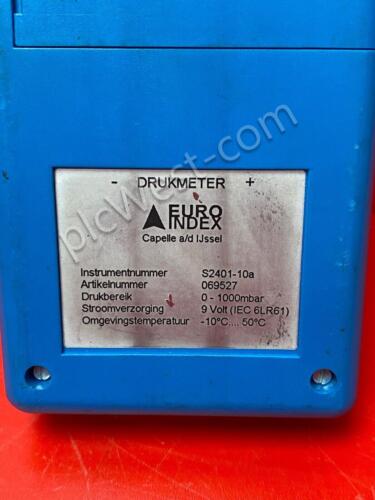 - DRUKMETER +
EURO
INDEX
Capelle a/d IJssel
Instrumentnummer S2401-10a
Artikelnummer 069527
Drukbereik 0 - 1000mbar
Stroomverzorging 9 Volt (IEC 6LR61)
Omgevingstemperatuur -10°C.... 50°C
plcWest-com